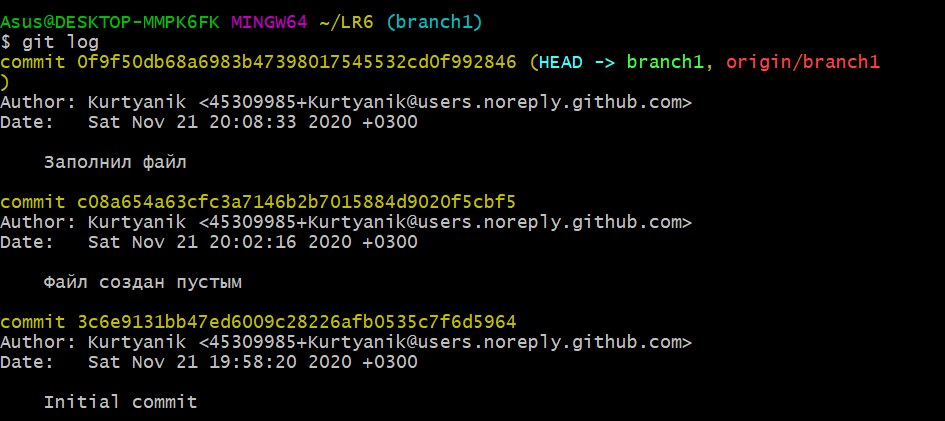 Asus@DESKTOP-MMPK6FK MINGW64 ~/LR6 (branch1)
$ git log
commit 0f9f50db68a6983b47398017545532cd0f992846 (HEAD -> branch1, origin/branch1
)
Author: Kurtyanik <45309985+Kurtyanik@users.noreply.github.com>
Date:   Sat Nov 21 20:08:33 2020 +0300
    Заполнил файл
commit c08a654a63cfc3a7146b2b7015884d9020f5cbf5
Author: Kurtyanik <45309985+Kurtyanik@users.noreply.github.com>
Date:   Sat Nov 21 20:02:16 2020 +0300
    Файл создан пустым
commit 3c6e9131bb47ed6009c28226afb0535c7f6d5964
Author: Kurtyanik <45309985+Kurtyanik@users.noreply.github.com>
Date:   Sat Nov 21 19:58:20 2020 +0300
    Initial commit